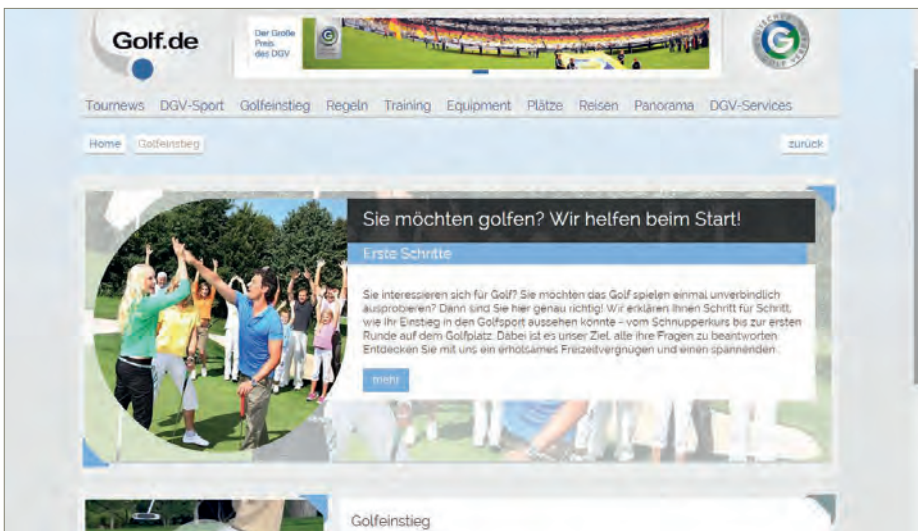 Golf.de
Der Große
Preis
des DGV
Tournews DGV-Sport Golfeinstieg Regeln Training Equipment Plätze Reisen Panorama DGV-Services
Home Golfeinstieg zurück
Sie möchten golfen? Wir helfen beim Start!
Erste Schritte
Sie interessieren sich für Golf? Sie möchten das Golf spielen einmal unverbindlich
ausprobieren? Dann sind Sie hier genau richtig! Wir erklären Ihnen Schritt für Schritt,
wie Ihr Einstieg in den Golfsport aussehen könnte – vom Schnupperkurs bis zur ersten
Runde auf dem Golfplatz. Dabei ist es unser Ziel, alle ihre Fragen zu beantworten.
Entdecken Sie mit uns ein erholsames Freizeitvergnügen und einen spannenden...
mehr
Golfeinstieg